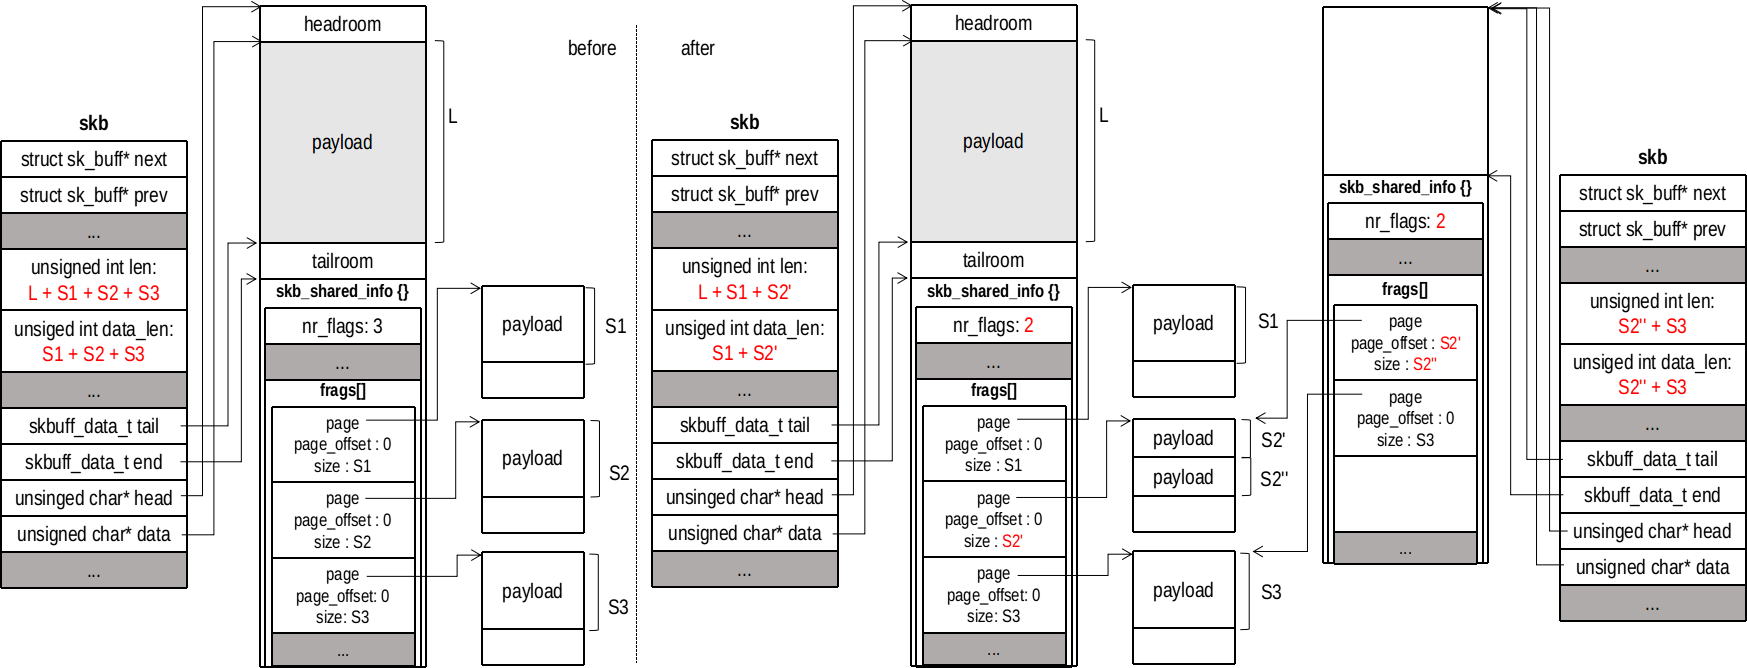 before
after
skb
struct sk_buff* next
struct sk_buff* prev
...
unsigned int len:
L + S1 + S2 + S3
unsiged int data_len:
S1 + S2 + S3
...
skbuff_data_t tail
skbuff_data_t end
unsinged char* head
unsigned char* data
...
headroom
payload
L
tailroom
skb_shared_info {}
nr_flags: 3
...
frags[]
page
page_offset : 0
size : S1
page
page_offset : 0
size : S2
page
page_offset: 0
size: S3
...
payload
S1
payload
S2
payload
S3
skb
struct sk_buff* next
struct sk_buff* prev
...
unsigned int len:
L + S1 + S2'
unsiged int data_len:
S1 + S2'
...
skbuff_data_t tail
skbuff_data_t end
unsinged char* head
unsigned char* data
...
headroom
payload
L
tailroom
skb_shared_info {}
nr_flags: 2
...
frags[]
page
page_offset : 0
size : S1
page
page_offset : 0
size : S2'
page
page_offset: 0
size: S3
...
payload
S1
payload
S2'
payload
S2''
payload
S3
skb_shared_info {}
nr_flags: 2
...
frags[]
page
page_offset : S2'
size : S2''
page
page_offset : 0
size : S3
...
skb
struct sk_buff* next
struct sk_buff* prev
...
unsigned int len:
S2'' + S3
unsiged int data_len:
S2'' + S3
...
skbuff_data_t tail
skbuff_data_t end
unsinged char* head
unsigned char* data
...